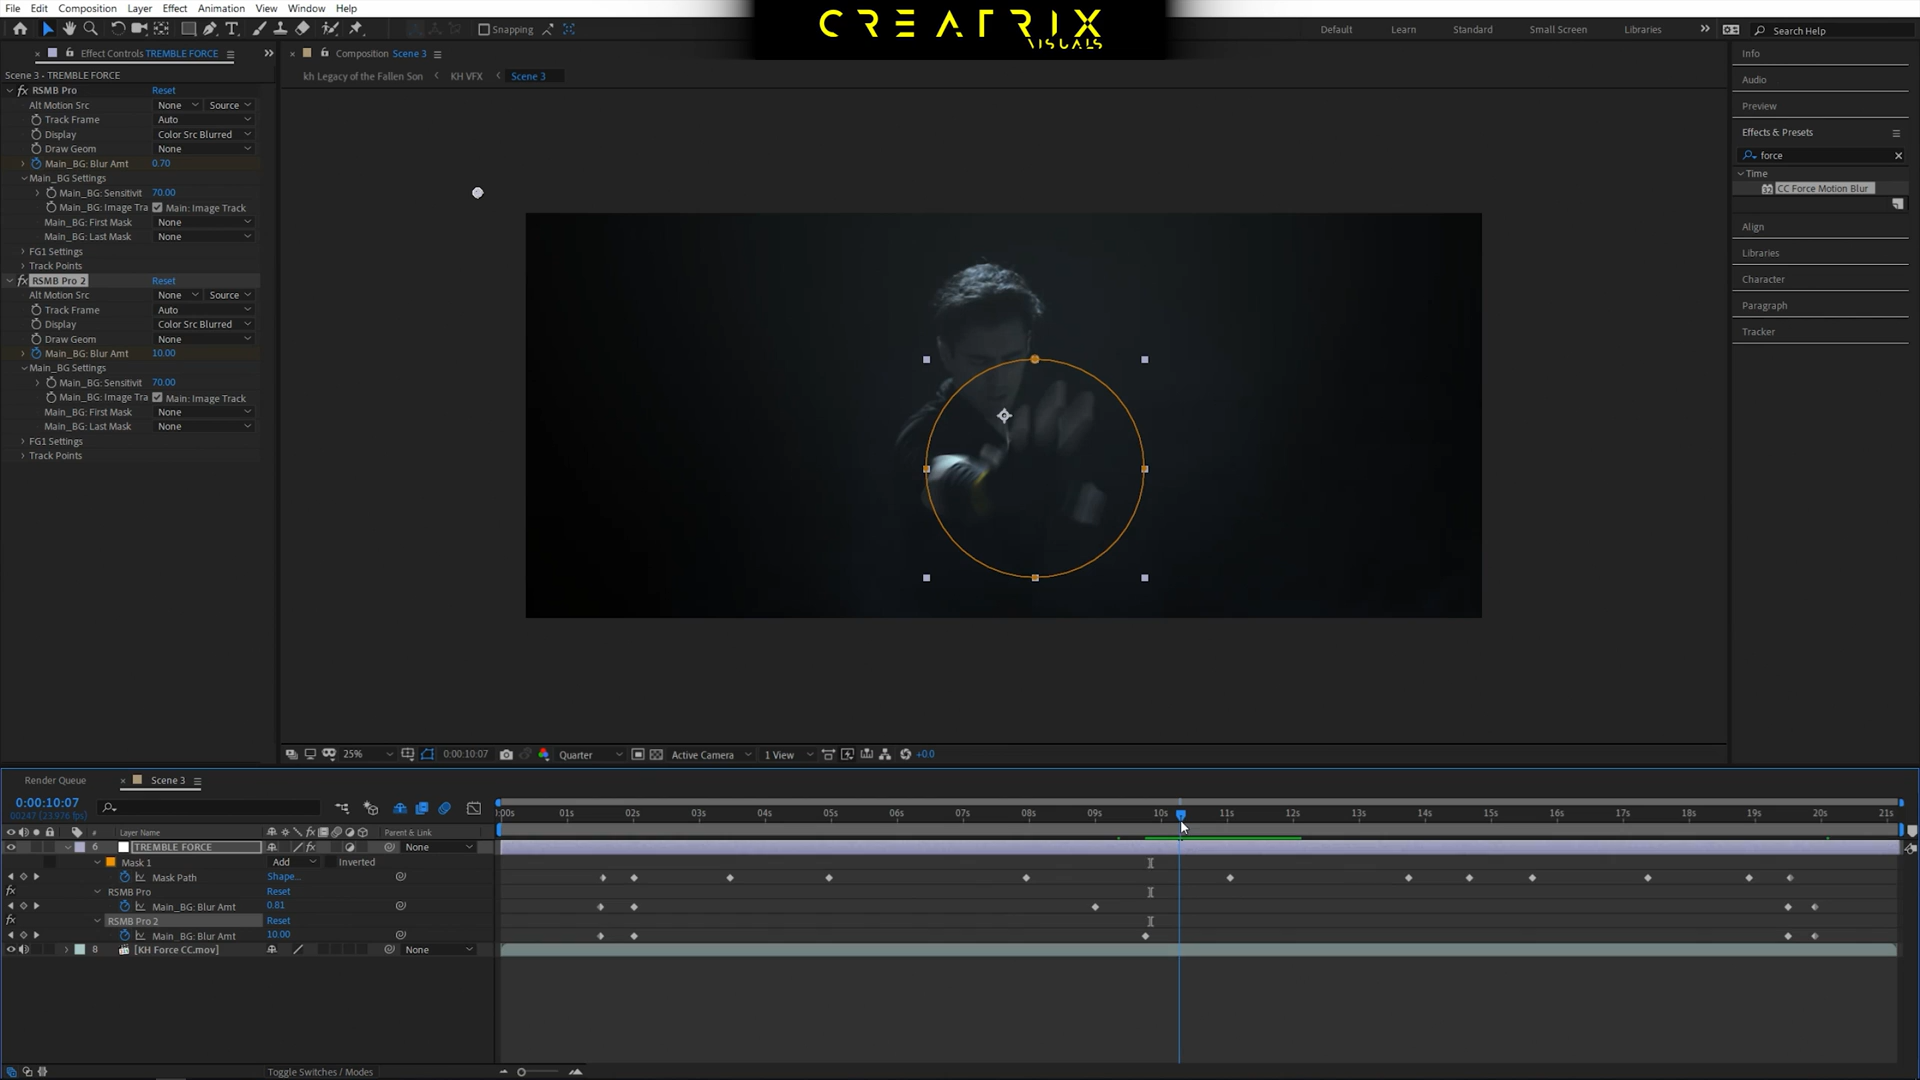 File Edit Composition Layer Effect Animation View Window Help
CREATRIX
VISUALS
Snapping
Default Learn Standard Small Screen Libraries
Search Help
Effect Controls TREMBLE FORCE
Scene 3 - TREMBLE FORCE
fx RSMB Pro Reset
Alt Motion Src None Source
Track Frame Auto
Display Color Src Blurred
Draw Geom None
Main_BG: Blur Amt 0.70
Main_BG Settings
Main_BG: Sensitivit 70.00
Main_BG: Image Tra Main: Image Track
Main_BG: First Mask None
Main_BG: Last Mask None
FG1 Settings
Track Points
fx RSMB Pro 2 Reset
Alt Motion Src None Source
Track Frame Auto
Display Color Src Blurred
Draw Geom None
Main_BG: Blur Amt 10.00
Main_BG Settings
Main_BG: Sensitivit 70.00
Main_BG: Image Tra Main: Image Track
Main_BG: First Mask None
Main_BG: Last Mask None
FG1 Settings
Track Points
Composition Scene 3
kh Legacy of the Fallen Son KH VFX Scene 3
25% 0:00:10:07 Quarter Active Camera 1 View +0.0
Info
Audio
Preview
Effects & Presets
force
Time
CC Force Motion Blur
Align
Libraries
Character
Paragraph
Tracker
Render Queue Scene 3
0:00:10:07
00247 (23.976 fps)
# Layer Name fx Parent & Link
:00s 01s 02s 03s 04s 05s 06s 07s 08s 09s 10s 11s 12s 13s 14s 15s 16s 17s 18s 19s 20s 21s
6 TREMBLE FORCE fx None
Mask 1 Add Inverted
Mask Path Shape...
fx RSMB Pro Reset
Main_BG: Blur Amt 0.81
fx RSMB Pro 2 Reset
Main_BG: Blur Amt 10.00
8 [KH Force CC.mov] None
Toggle Switches / Modes